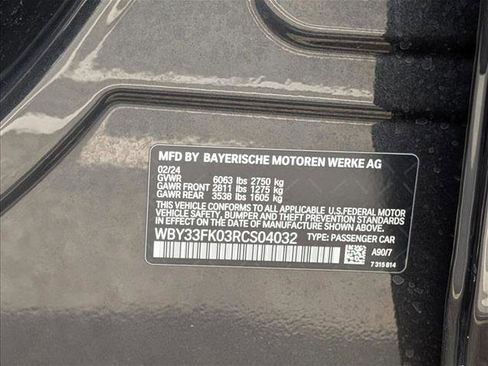 MFD BY BAYERISCHE MOTOREN WERKE AG
02/24
GVWR 6063 lbs 2750 kg
GAWR FRONT 2811 lbs 1275 kg
GAWR REAR 3538 lbs 1605 kg
THIS VEHICLE CONFORMS TO ALL APPLICABLE U.S. FEDERAL MOTOR
VEHICLE SAFETY, BUMPER AND THEFT PREVENTION STANDARDS IN
EFFECT ON THE DATE OF MANUFACTURE SHOWN ABOVE.
WBY33FK03RCS04032 TYPE: PASSENGER CAR
A90/7
7 315 814